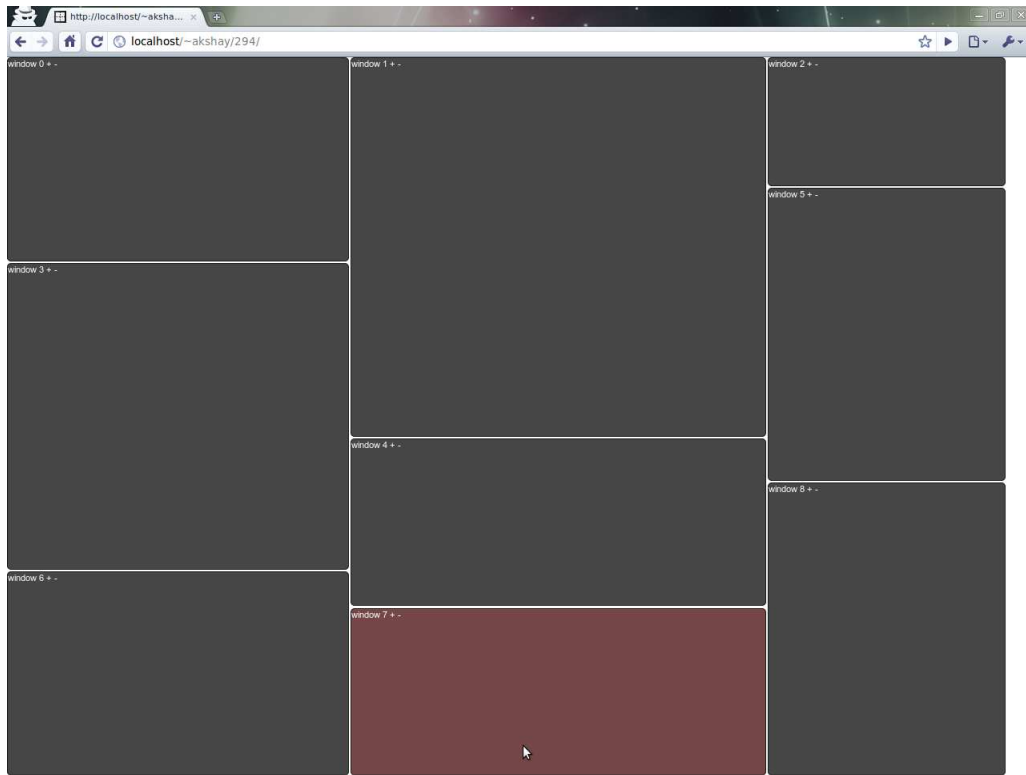 http://localhost/~aksha...
localhost/~akshay/294/
window 0 + -
window 1 + -
window 2 + -
window 5 + -
window 3 + -
window 4 + -
window 8 + -
window 6 + -
window 7 + -